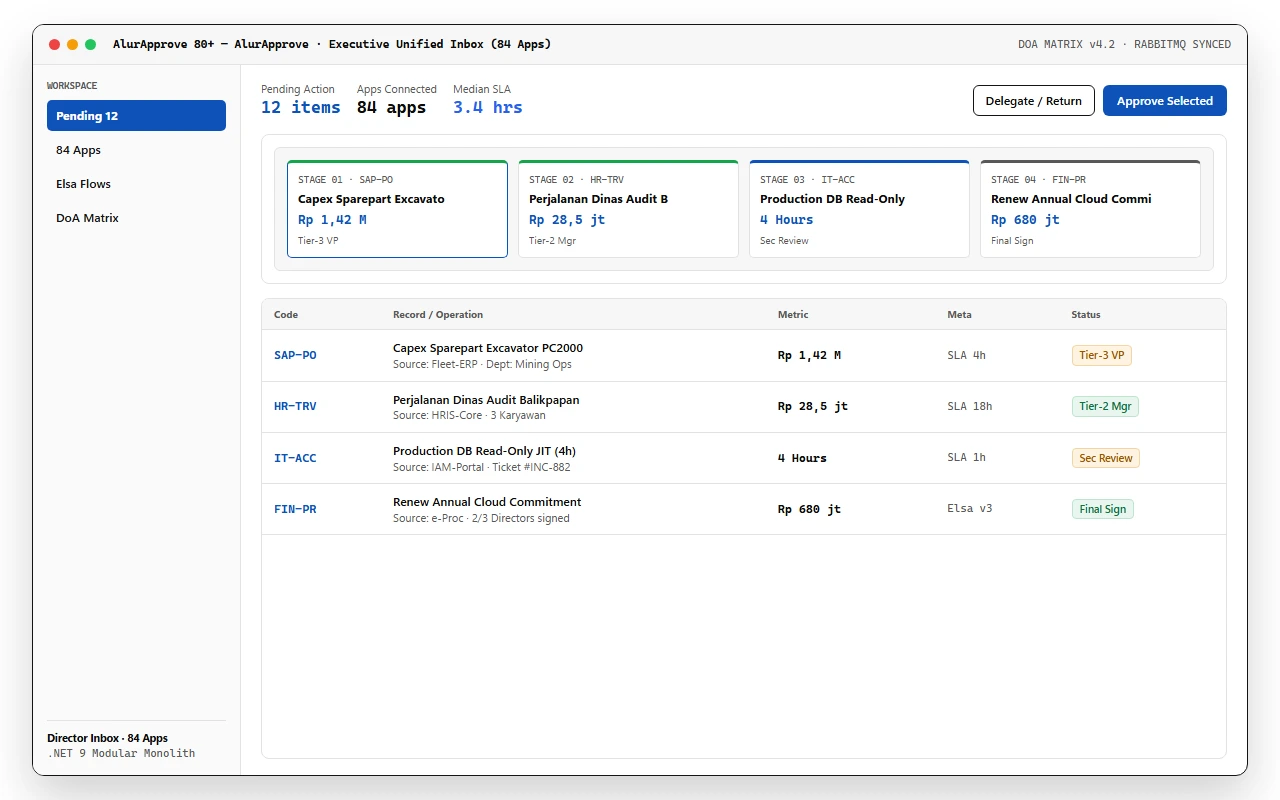 AlurApprove 80+ — AlurApprove · Executive Unified Inbox (84 Apps)
DOA MATRIX v4.2 · RABBITMQ SYNCED
WORKSPACE
Pending 12
84 Apps
Elsa Flows
DoA Matrix
Director Inbox · 84 Apps
.NET 9 Modular Monolith
Pending Action
12 items
Apps Connected
84 apps
Median SLA
3.4 hrs
Delegate / Return
Approve Selected
STAGE 01 · SAP-PO
Capex Sparepart Excavato
Rp 1,42 M
Tier-3 VP
STAGE 02 · HR-TRV
Perjalanan Dinas Audit B
Rp 28,5 jt
Tier-2 Mgr
STAGE 03 · IT-ACC
Production DB Read-Only
4 Hours
Sec Review
STAGE 04 · FIN-PR
Renew Annual Cloud Commi
Rp 680 jt
Final Sign
Code Record / Operation Metric Meta Status
SAP-PO Capex Sparepart Excavator PC2000 Rp 1,42 M SLA 4h Tier-3 VP
Source: Fleet-ERP · Dept: Mining Ops
HR-TRV Perjalanan Dinas Audit Balikpapan Rp 28,5 jt SLA 18h Tier-2 Mgr
Source: HRIS-Core · 3 Karyawan
IT-ACC Production DB Read-Only JIT (4h) 4 Hours SLA 1h Sec Review
Source: IAM-Portal · Ticket #INC-882
FIN-PR Renew Annual Cloud Commitment Rp 680 jt Elsa v3 Final Sign
Source: e-Proc · 2/3 Directors signed